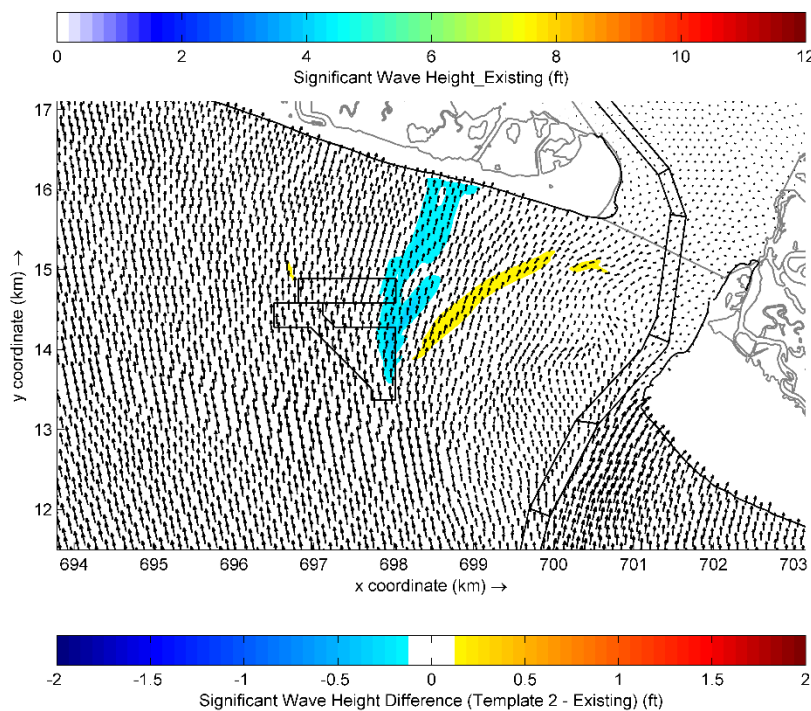 0 2 4 6 8 10 12
Significant Wave Height_Existing (ft)
17
16
15
14
13
12
y coordinate (km) →
694 695 696 697 698 699 700 701 702 703
x coordinate (km) →
-2 -1.5 -1 -0.5 0 0.5 1 1.5 2
Significant Wave Height Difference (Template 2 - Existing) (ft)